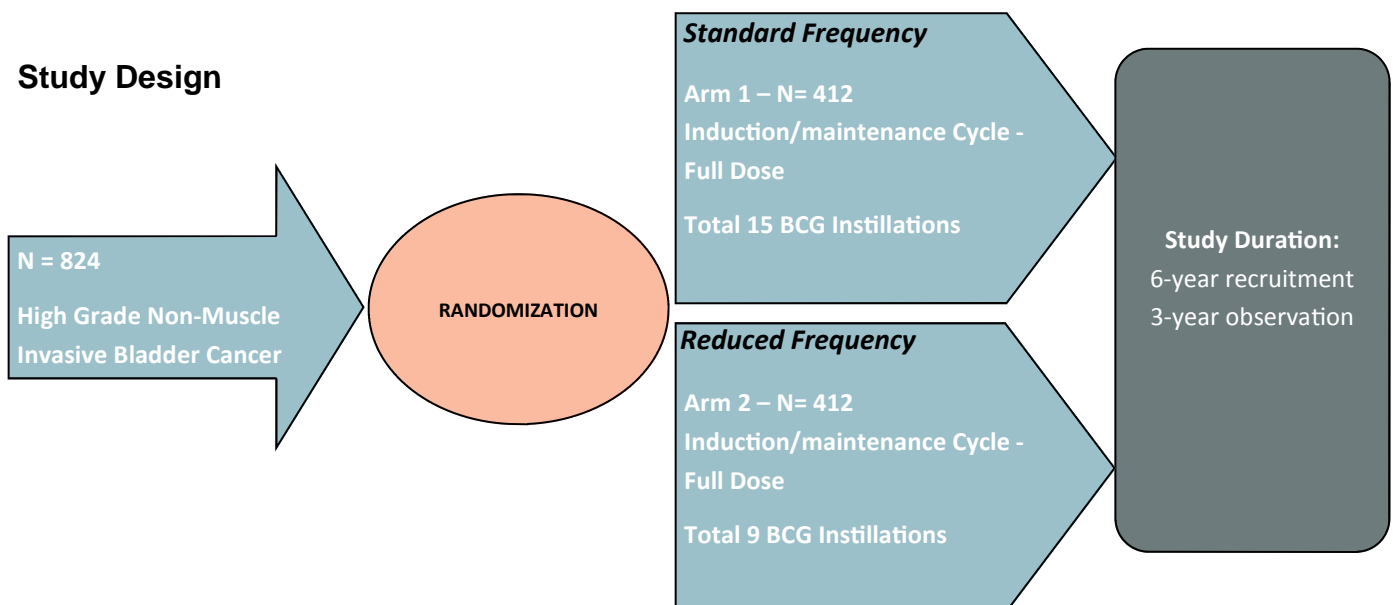 Study Design
N = 824
High Grade Non-Muscle
Invasive Bladder Cancer
RANDOMIZATION
Standard Frequency
Arm 1 – N= 412
Induction/maintenance Cycle -
Full Dose
Total 15 BCG Instillations
Reduced Frequency
Arm 2 – N= 412
Induction/maintenance Cycle -
Full Dose
Total 9 BCG Instillations
Study Duration:
6-year recruitment
3-year observation